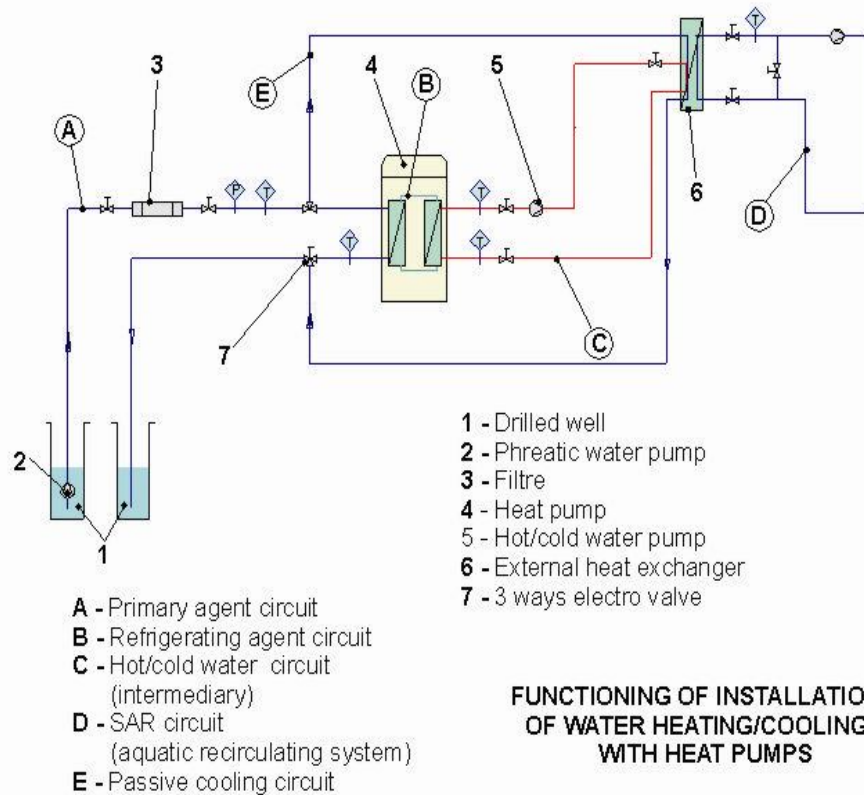 3
4
5
T
E
B
A
P
T
T
T
6
D
T
T
7
C
2
1
1 - Drilled well
2 - Phreatic water pump
3 - Filtre
4 - Heat pump
5 - Hot/cold water pump
6 - External heat exchanger
7 - 3 ways electro valve
A - Primary agent circuit
B - Refrigerating agent circuit
C - Hot/cold water circuit
(intermediary)
D - SAR circuit
(aquatic recirculating system)
E - Passive cooling circuit
FUNCTIONING OF INSTALLATIO
OF WATER HEATING/COOLING
WITH HEAT PUMPS